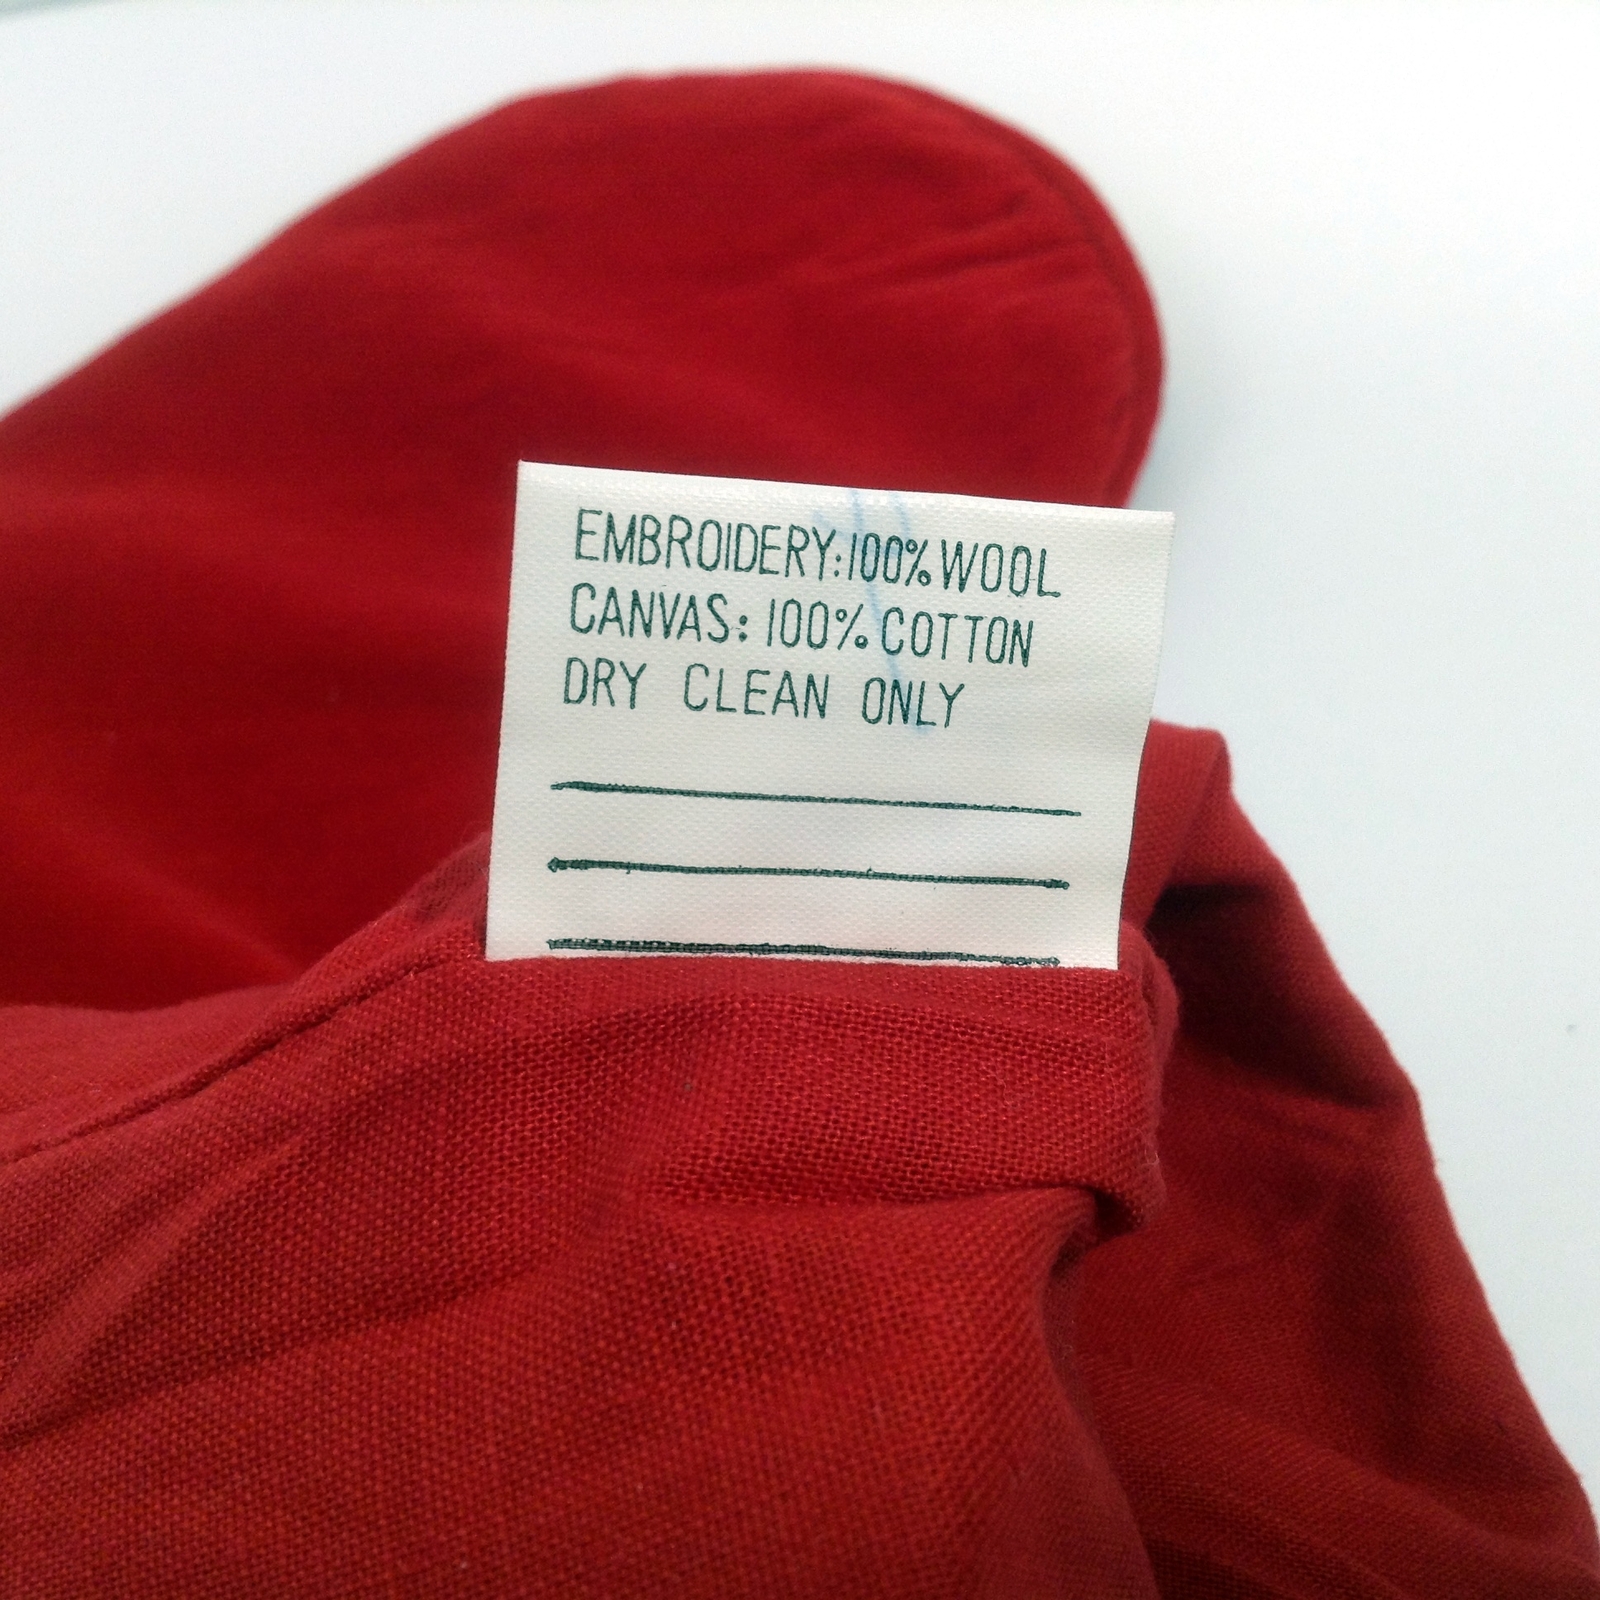 EMBROIDERY:100% WOOL
CANVAS: 100% COTTON
DRY CLEAN ONLY